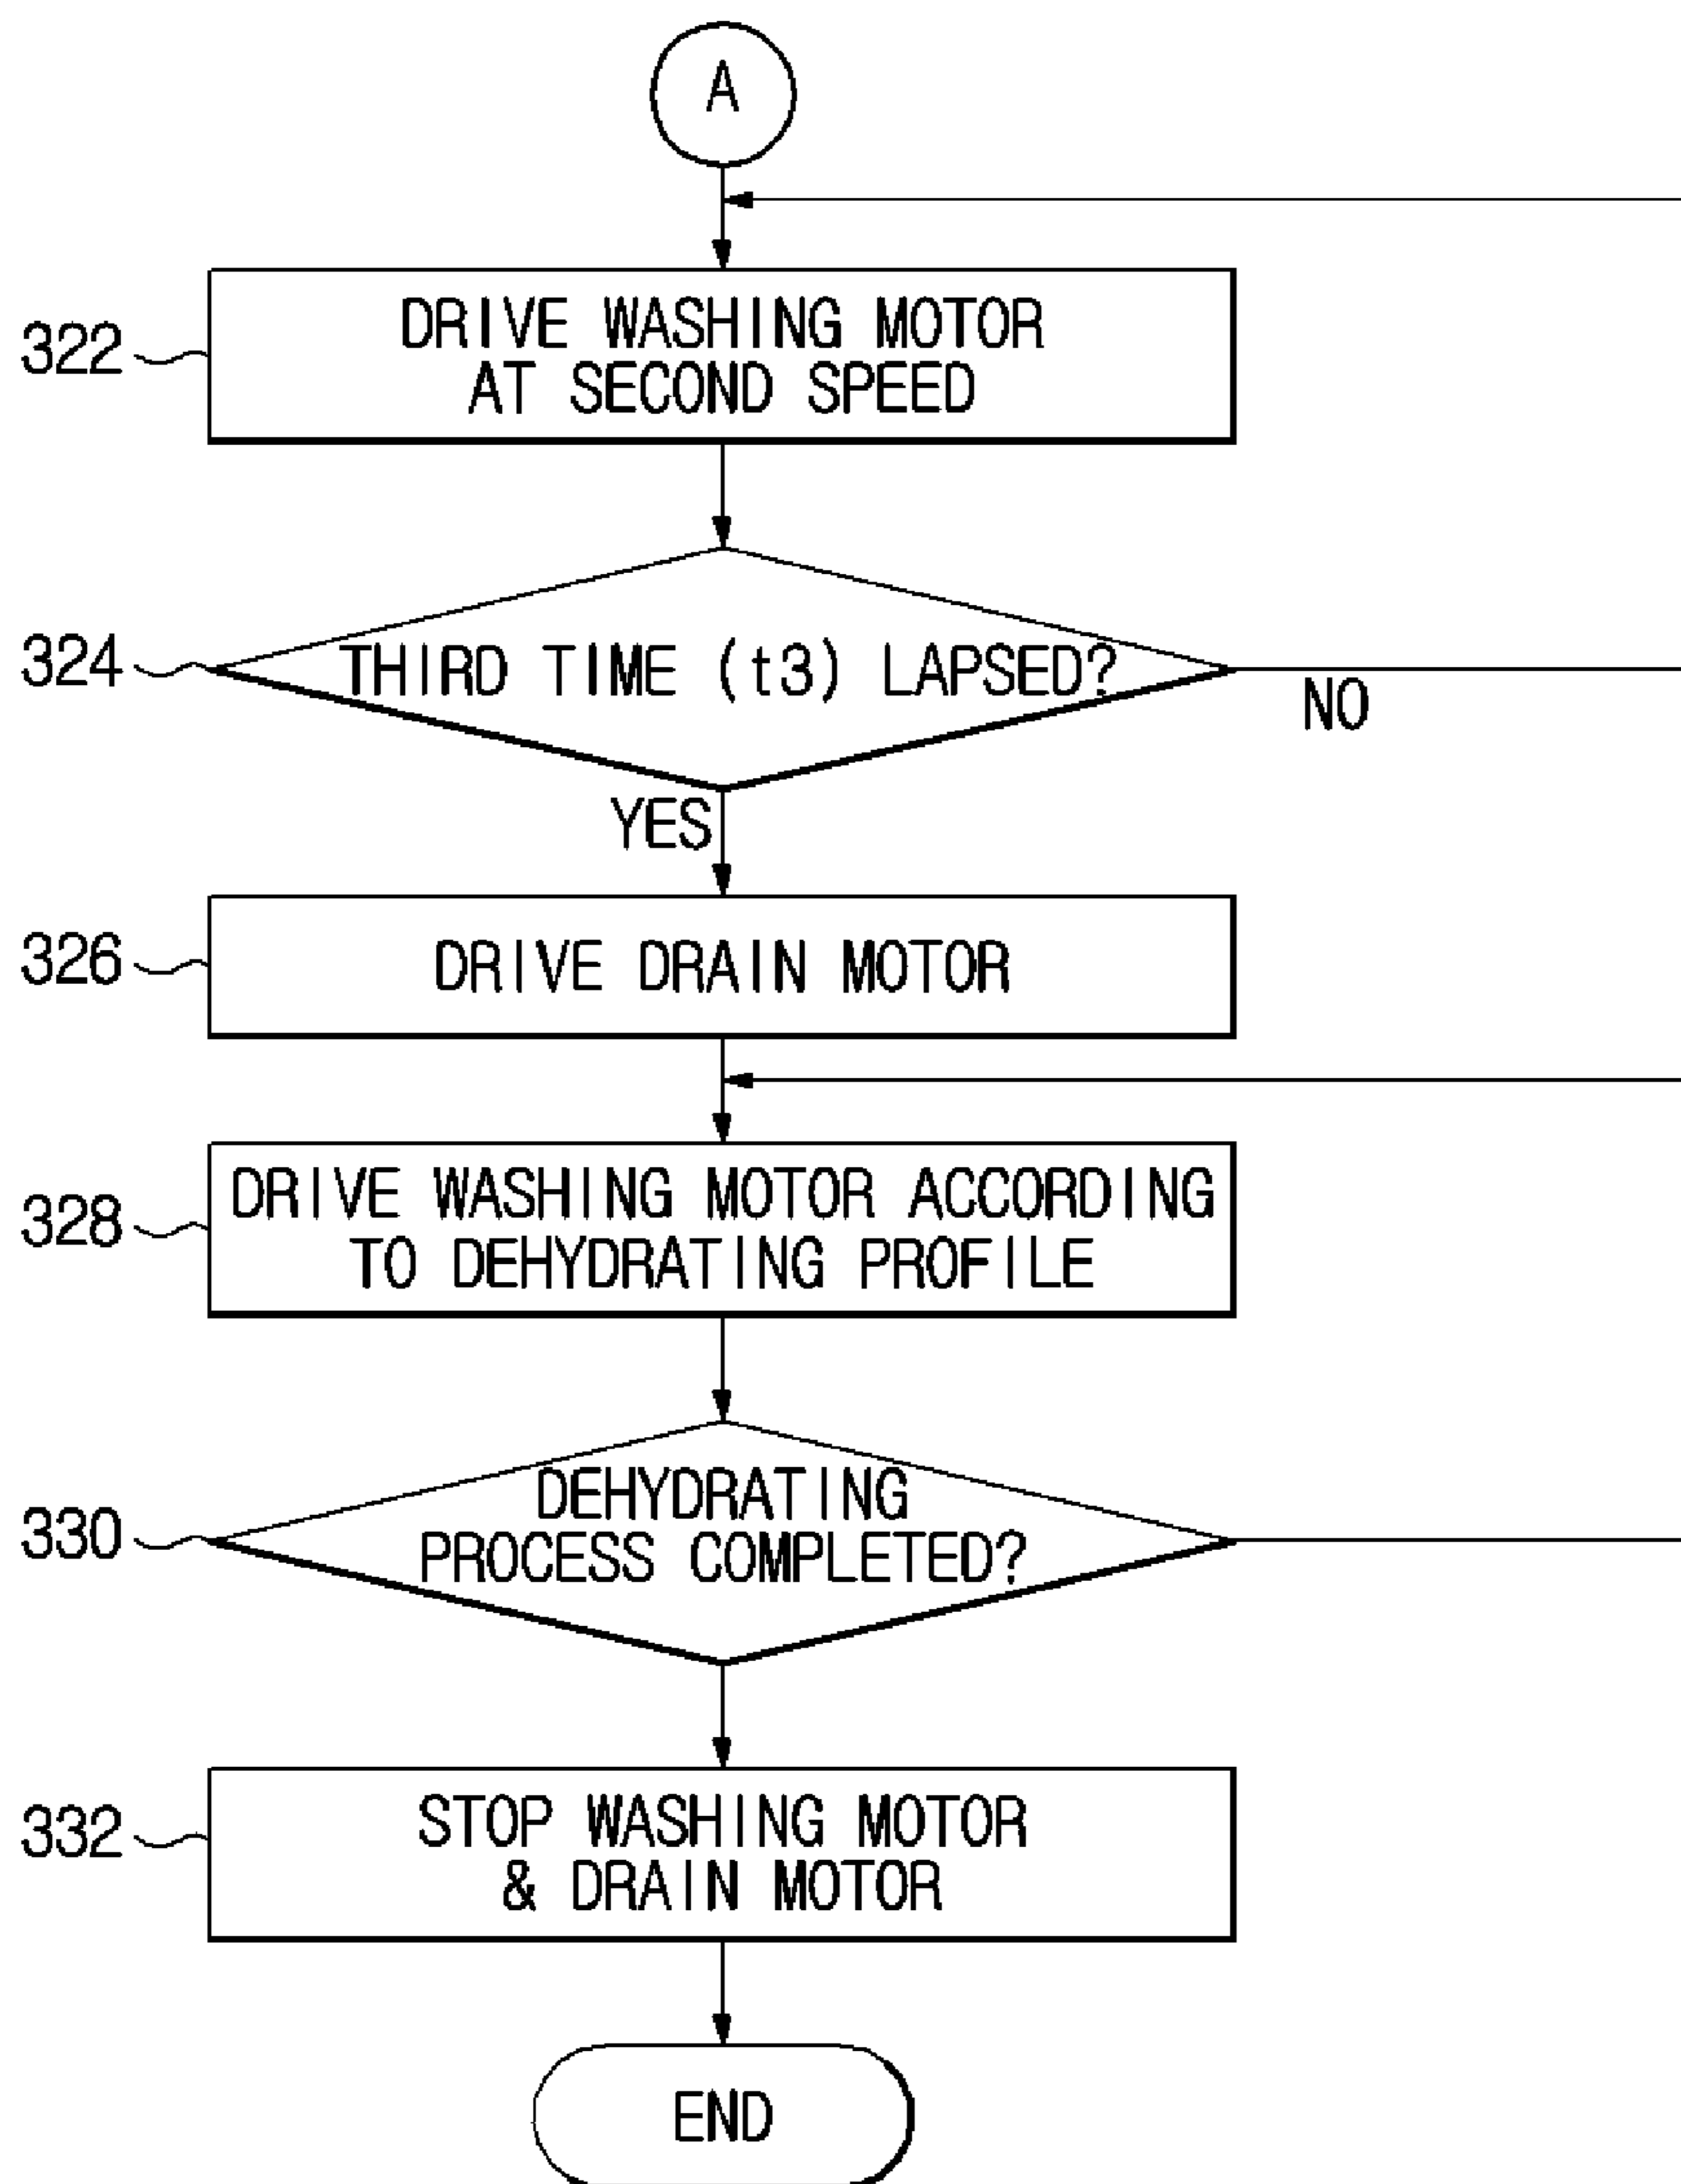 A
322
DRIVE WASHING MOTOR
AT SECOND SPEED
324
THIRD TIME (t3) LAPSED?
NO
YES
326
DRIVE DRAIN MOTOR
328
DRIVE WASHING MOTOR ACCORDING
TO DEHYDRATING PROFILE
330
DEHYDRATING
PROCESS COMPLETED?
332
STOP WASHING MOTOR
& DRAIN MOTOR
END